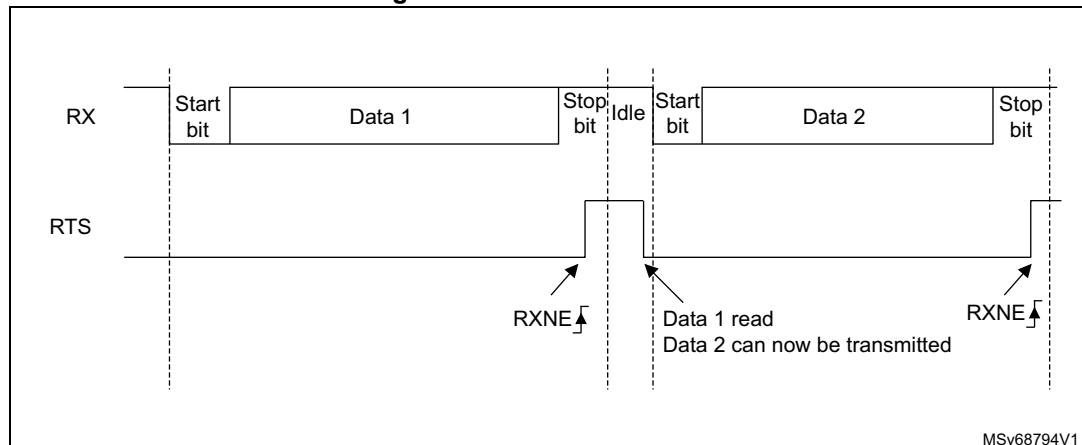 g
RX
Start
bit
Data 1
Stop
bit
Idle
Start
bit
Data 2
Stop
bit
RTS
RXNE
Data 1 read
Data 2 can now be transmitted
RXNE
MSv68794V1